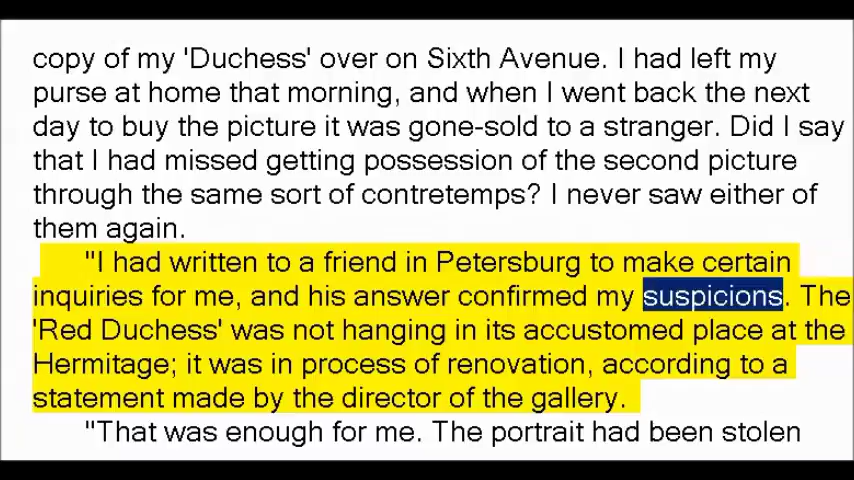 copy of my 'Duchess' over on Sixth Avenue. I had left my
purse at home that morning, and when I went back the next
day to buy the picture it was gone-sold to a stranger. Did I say
that I had missed getting possession of the second picture
through the same sort of contretemps? I never saw either of
them again.
"I had written to a friend in Petersburg to make certain
inquiries for me, and his answer confirmed my suspicions. The
'Red Duchess' was not hanging in its accustomed place at the
Hermitage; it was in process of renovation, according to a
statement made by the director of the gallery.
"That was enough for me. The portrait had been stolen